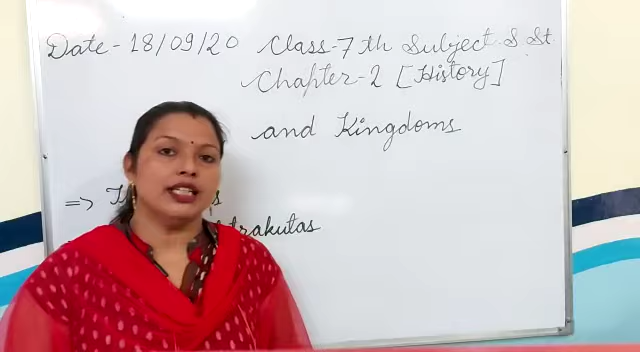 Date - 18/09/20 Class - 7th Subject - S. St.
Chapter - 2 [History]
and Kingdoms
=>